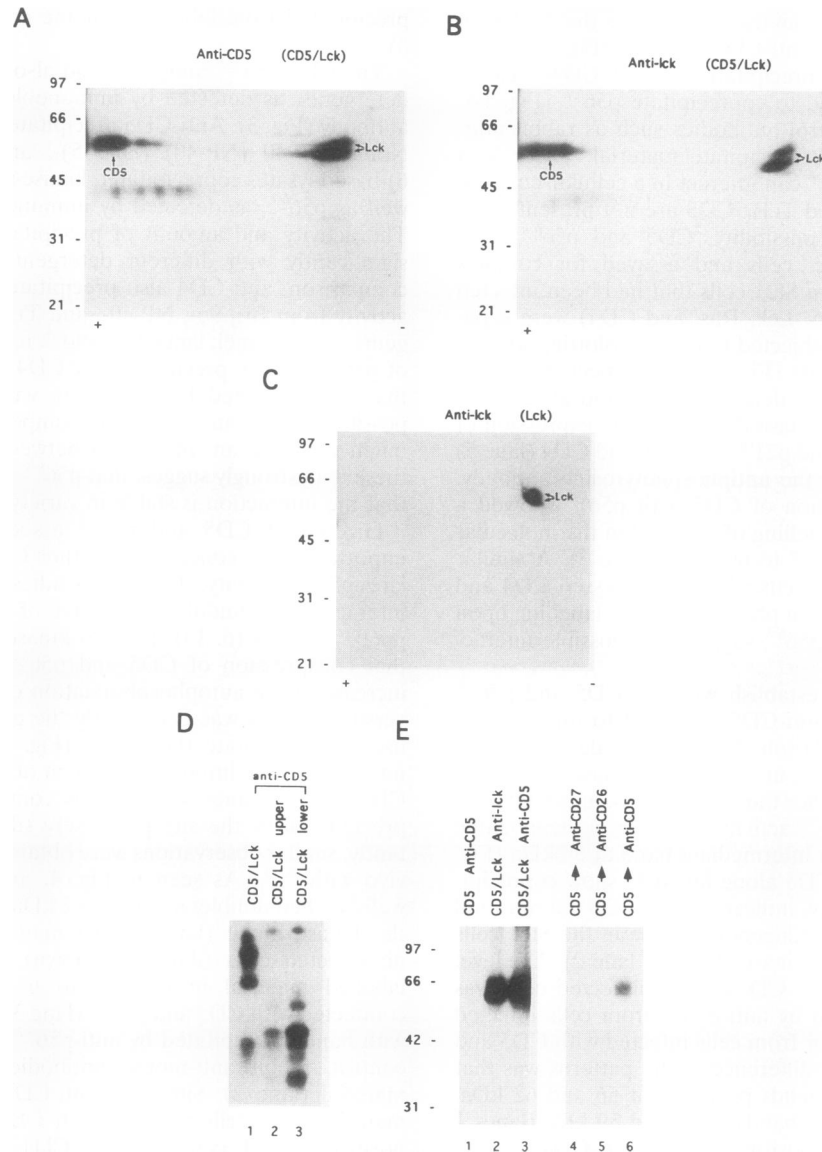 A
Anti-CD5 (CD5/Lck)
97 -
66 -
45 -
31 -
21 -
Lck
CD5
+ -
B
Anti-lck (CD5/Lck)
97 -
66 -
45 -
31 -
21 -
Lck
CD5
+ -
C
Anti-lck (Lck)
97 -
66 -
45 -
31 -
21 -
Lck
+ -
D
anti-CD5
CD5/Lck
CD5/Lck upper
CD5/Lck lower
1 2 3
E
CD5 Anti-CD5
CD5/Lck Anti-lck
CD5/Lck Anti-CD5
CD5 → Anti-CD27
CD5 → Anti-CD26
CD5 → Anti-CD5
97 -
66 -
42 -
31 -
1 2 3 4 5 6